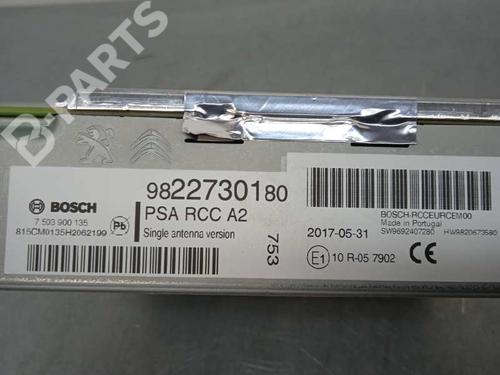 B-PARTS
BOSCH
7 503 900 135
815CM0135H2062199
Pb
9822730180
PSA RCC A2
Single antenna version
753
BOSCH-RCCEURCEM00
Made in Portugal
2017-05-31
SW9692407280 HW9820673580
E1 10 R-05 7902
CE